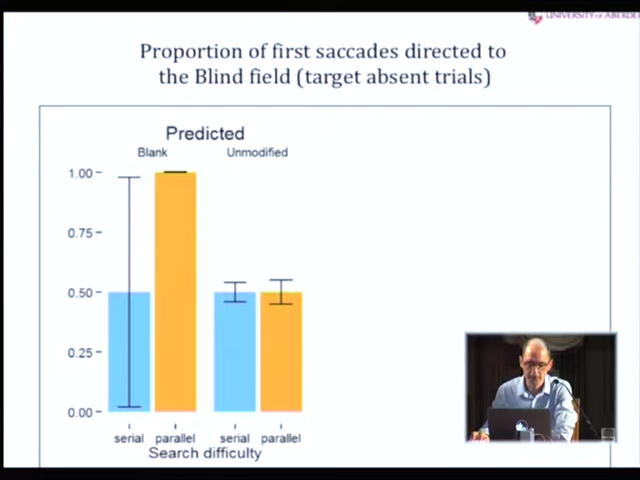 UNIVERSITY OF ABERDEEN
Proportion of first saccades directed to
the Blind field (target absent trials)
Predicted
Blank Unmodified
1.00
0.75
0.50
0.25
0.00
serial parallel serial parallel
Search difficulty